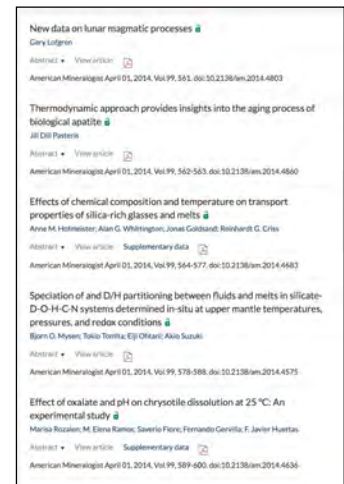 New data on lunar magmatic processes
Gary Lofgren
Abstract ▾ View article
American Mineralogist April 01, 2014, Vol.99, 561. doi:10.2138/am.2014.4803
Thermodynamic approach provides insights into the aging process of
biological apatite
Jill Dill Pasteris
Abstract ▾ View article
American Mineralogist April 01, 2014, Vol.99, 562-563. doi:10.2138/am.2014.4860
Effects of chemical composition and temperature on transport
properties of silica-rich glasses and melts
Anne M. Hofmeister; Alan G. Whittington; Jonas Goldsand; Reinhardt G. Criss
Abstract ▾ View article Supplementary data
American Mineralogist April 01, 2014, Vol.99, 564-577. doi:10.2138/am.2014.4683
Speciation of and D/H partitioning between fluids and melts in silicate-
D-O-H-C-N systems determined in-situ at upper mantle temperatures,
pressures, and redox conditions
Bjorn O. Mysen; Tokio Tomita; Eiji Ohtani; Akio Suzuki
Abstract ▾ View article
American Mineralogist April 01, 2014, Vol.99, 578-588. doi:10.2138/am.2014.4575
Effect of oxalate and pH on chrysotile dissolution at 25 °C: An
experimental study
Marisa Rozalen; M. Elena Ramos; Saverio Fiore; Fernando Gervilla; F. Javier Huertas
Abstract ▾ View article Supplementary data
American Mineralogist April 01, 2014, Vol.99, 589-600. doi:10.2138/am.2014.4636